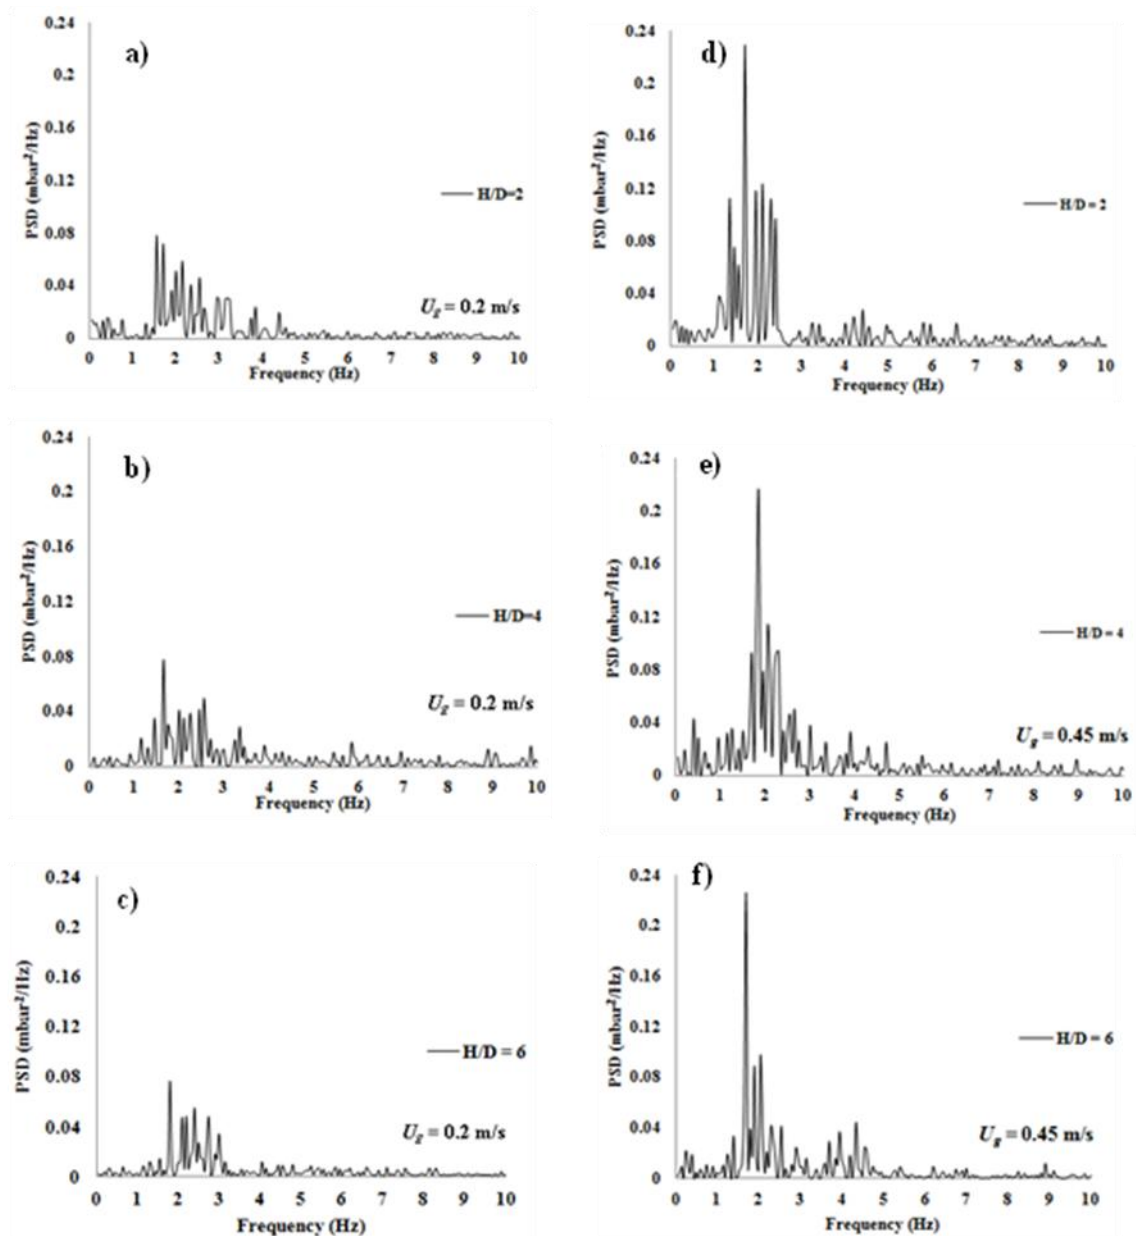 a)
0.24
0.2
0.16
0.12
0.08
0.04
0
PSD (mbar²/Hz)
H/D=2
Ug = 0.2 m/s
0 1 2 3 4 5 6 7 8 9 10
Frequency (Hz)
d)
0.24
0.2
0.16
0.12
0.08
0.04
0
PSD (mbar²/Hz)
H/D = 2
0 1 2 3 4 5 6 7 8 9 10
Frequency (Hz)
b)
0.24
0.2
0.16
0.12
0.08
0.04
0
PSD (mbar²/Hz)
H/D=4
Ug = 0.2 m/s
0 1 2 3 4 5 6 7 8 9 10
Frequency (Hz)
e)
0.24
0.2
0.16
0.12
0.08
0.04
0
PSD (mbar²/Hz)
H/D = 4
Ug = 0.45 m/s
0 1 2 3 4 5 6 7 8 9 10
Frequency (Hz)
c)
0.24
0.2
0.16
0.12
0.08
0.04
0
PSD (mbar²/Hz)
H/D = 6
Ug = 0.2 m/s
0 1 2 3 4 5 6 7 8 9 10
Frequency (Hz)
f)
0.24
0.2
0.16
0.12
0.08
0.04
0
PSD (mbar²/Hz)
H/D = 6
Ug = 0.45 m/s
0 1 2 3 4 5 6 7 8 9 10
Frequency (Hz)